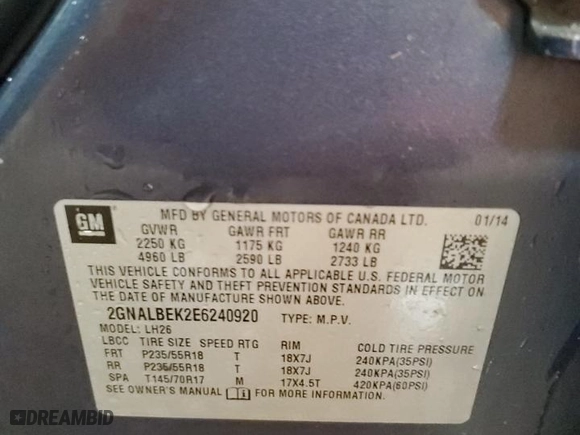 GM
MFD BY GENERAL MOTORS OF CANADA LTD. 01/14
GVWR GAWR FRT GAWR RR
2250 KG 1175 KG 1240 KG
4960 LB 2590 LB 2733 LB
THIS VEHICLE CONFORMS TO ALL APPLICABLE U.S. FEDERAL MOTOR
VEHICLE SAFETY AND THEFT PREVENTION STANDARDS IN EFFECT ON
THE DATE OF MANUFACTURE SHOWN ABOVE.
2GNALBEK2E6240920 TYPE: M.P.V.
MODEL: LH26
LBCC TIRE SIZE SPEED RTG RIM COLD TIRE PRESSURE
FRT P235/55R18 T 18X7J 240KPA(35PSI)
RR P235/55R18 T 18X7J 240KPA(35PSI)
SPA T145/70R17 M 17X4.5T 420KPA(60PSI)
SEE OWNER'S MANUAL FOR MORE INFORMATION.
DREAMBID